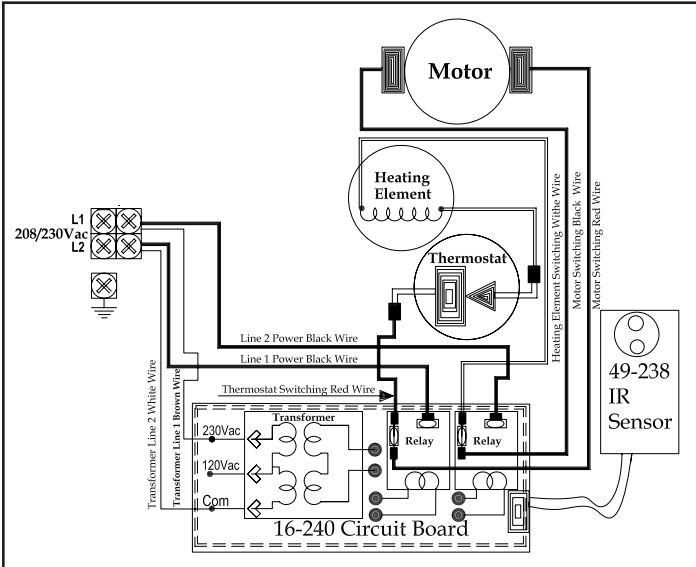 Motor
Heating
Element
Thermostat
L1
208/230Vac
L2
Line 2 Power Black Wire
Line 1 Power Black Wire
Thermostat Switching Red Wire
Heating Element Switching Withe Wire
Motor Switching Black Wire
Motor Switching Red Wire
49-238
IR
Sensor
Transformer Line 2 White Wire
Transformer Line 1 Brown Wire
Transformer
230Vac
120Vac
Com
Relay
Relay
16-240 Circuit Board